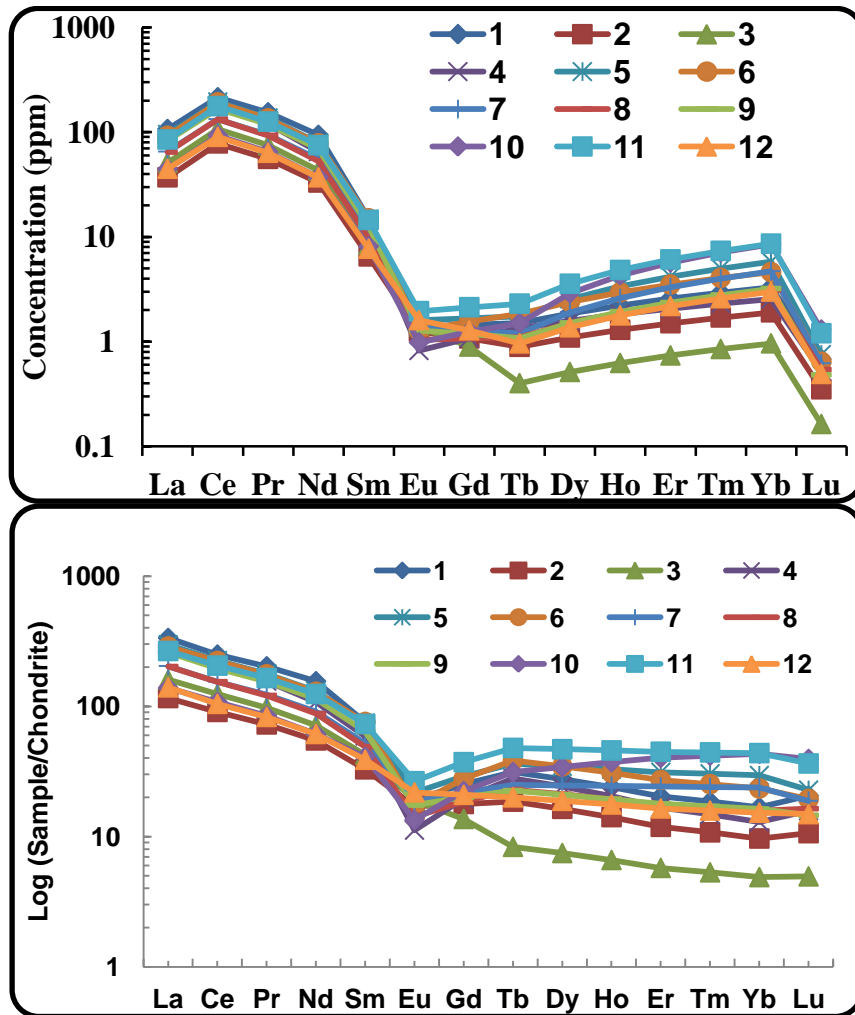 1000
100
10
1
0.1
Concentration (ppm)
1 2 3
4 5 6
7 8 9
10 11 12
La Ce Pr Nd Sm Eu Gd Tb Dy Ho Er Tm Yb Lu
1000
100
10
1
Log (Sample/Chondrite)
1 2 3 4
5 6 7 8
9 10 11 12
La Ce Pr Nd Sm Eu Gd Tb Dy Ho Er Tm Yb Lu